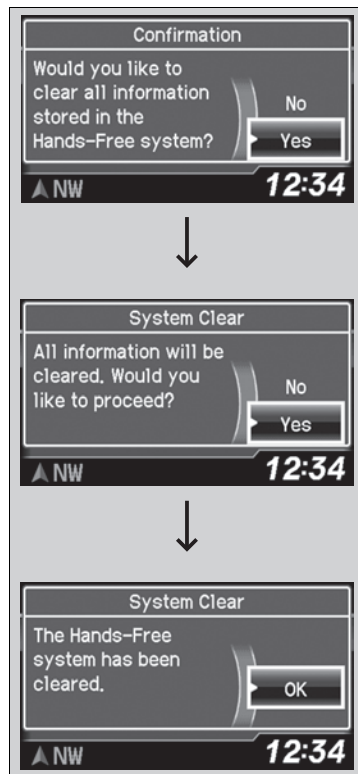 Confirmation
Would you like to
clear all information
stored in the
Hands-Free system?
No
Yes
NW
12:34
System Clear
All information will be
cleared. Would you
like to proceed?
No
Yes
NW
12:34
System Clear
The Hands-Free
system has been
cleared.
OK
NW
12:34